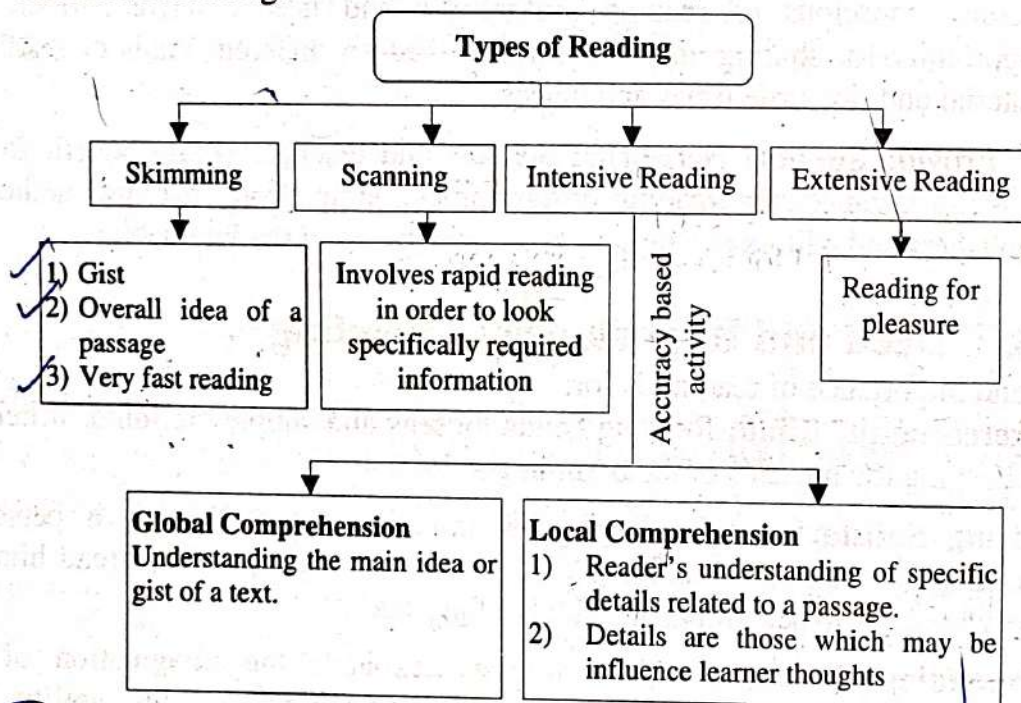 Types of Reading
Skimming
Scanning
Intensive Reading
Extensive Reading
1) Gist
2) Overall idea of a
passage
3) Very fast reading
Involves rapid reading
in order to look
specifically required
information
Accuracy based
activity
Reading for
pleasure
Global Comprehension
Understanding the main idea or
gist of a text.
Local Comprehension
1) Reader's understanding of specific
details related to a passage.
2) Details are those which may be
influence learner thoughts